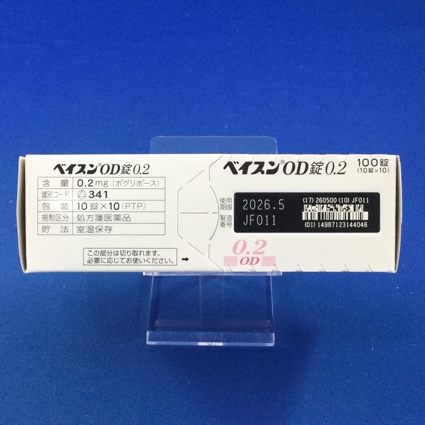 ベイスン®OD錠0.2
含量 0.2mg(ボグリボース)
識別コード 341
包装 10錠×10(PTP)
規制区分 処方箋医薬品
貯法 室温保存
この部分は切り取れます。
必要に応じてお使いください。→
ベイスン®OD錠0.2 100錠
(10錠×10)
使用期限 2026.5
製造番号 JF011
(17) 260500 (10) JF011
(01) 14987123144046
0.2
OD